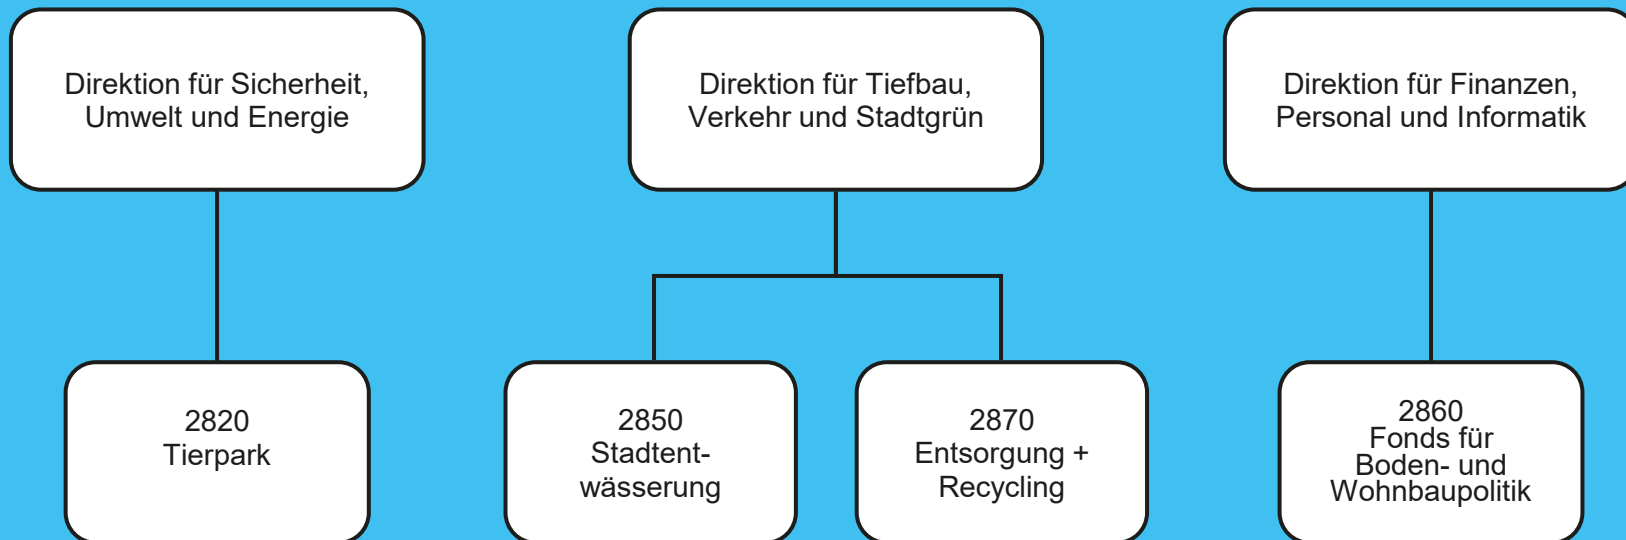 Direktion für Sicherheit,
Umwelt und Energie
Direktion für Tiefbau,
Verkehr und Stadtgrün
Direktion für Finanzen,
Personal und Informatik
2820
Tierpark
2850
Stadtent-
wässerung
2870
Entsorgung +
Recycling
2860
Fonds für
Boden- und
Wohnbaupolitik